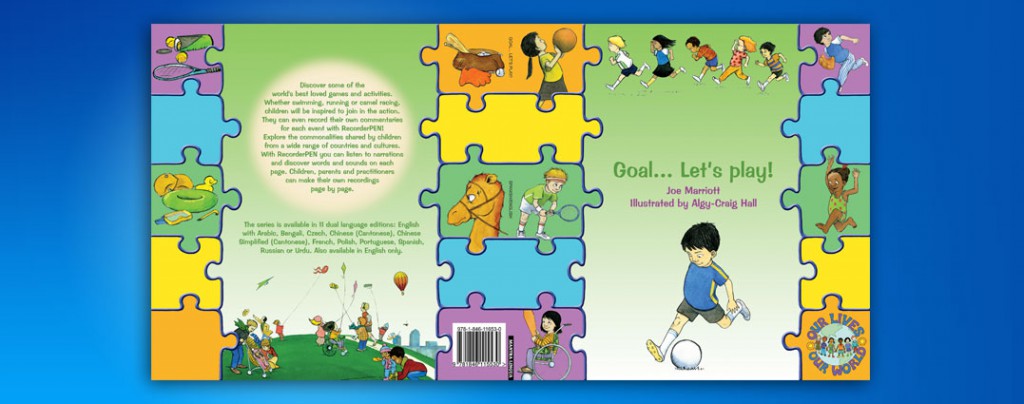 Discover some of the
world's best loved games and activities.
Whether swimming, running or camel racing,
children will be inspired to join in the action.
They can even record their own commentaries
for each event with RecorderPEN!
Explore the commonalities shared by children
from a wide range of countries and cultures.
With RecorderPEN you can listen to narrations
and discover words and sounds on each
page. Children, parents and practitioners
can make their own recordings
page by page.
The series is available in 11 dual language editions: English
with Arabic, Bengali, Czech, Chinese (Cantonese), Chinese
Simplified (Cantonese), French, Polish, Portuguese, Spanish,
Russian or Urdu. Also available in English only.
GOAL... LET'S PLAY!
MANTRA LINGUA
Goal... Let's play!
Joe Marriott
Illustrated by Algy-Craig Hall
OUR LIVES
OUR WORLD